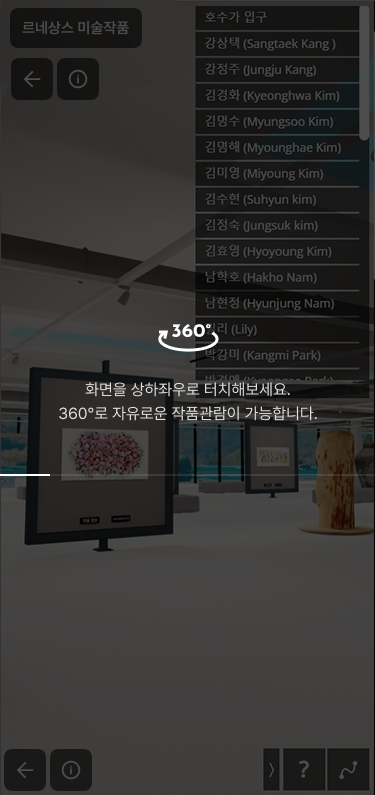 르네상스 미술작품
호수가 입구
강상택 (Sangtaek Kang )
강정주 (Jungju Kang)
김경화 (Kyeonghwa Kim)
김명수 (Myungsoo Kim)
김명혜 (Myounghae Kim)
김미영 (Miyoung Kim)
김수현 (Suhyun kim)
김정숙 (Jungsuk kim)
김효영 (Hyoyoung Kim)
남학호 (Hakho Nam)
남현정 (Hyunjung Nam)
리 (Lily)
360°
박강미 (Kangmi Park)
Park)
화면을 상하좌우로 터치해보세요.
360°로 자유로운 작품관람이 가능합니다.
?